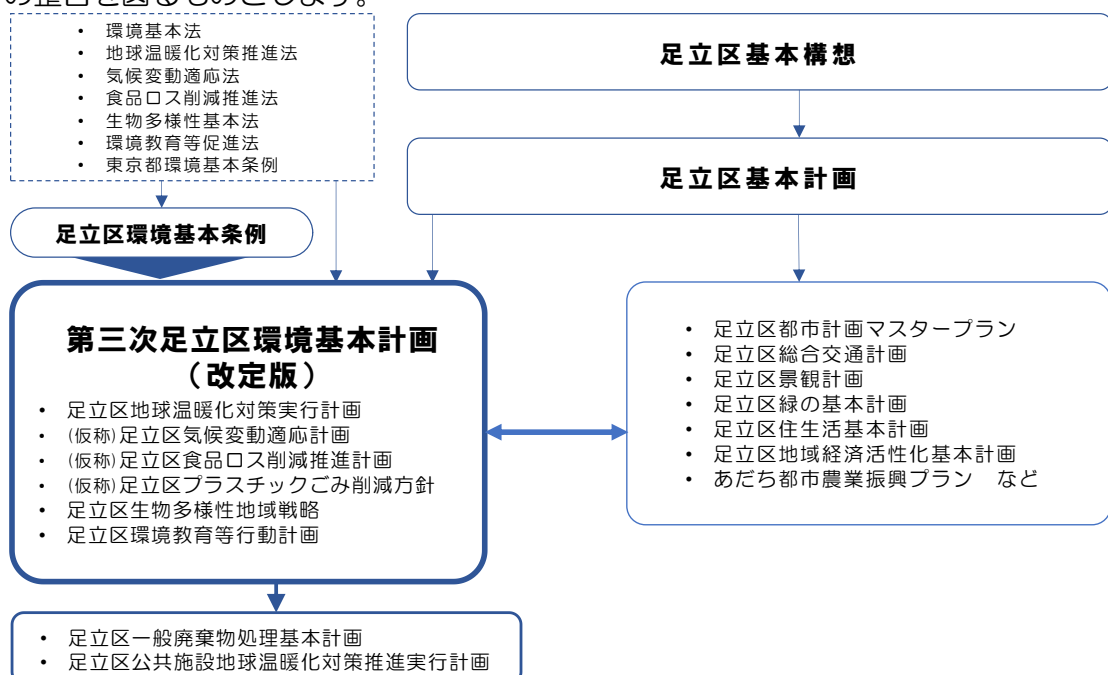 の整合を図るものとします。
• 環境基本法
• 地球温暖化対策推進法
• 気候変動適応法
• 食品ロス削減推進法
• 生物多様性基本法
• 環境教育等促進法
• 東京都環境基本条例
足立区基本構想
足立区基本計画
足立区環境基本条例
第三次足立区環境基本計画
（改定版）
• 足立区地球温暖化対策実行計画
• (仮称)足立区気候変動適応計画
• (仮称)足立区食品ロス削減推進計画
• (仮称)足立区プラスチックごみ削減方針
• 足立区生物多様性地域戦略
• 足立区環境教育等行動計画
• 足立区都市計画マスタープラン
• 足立区総合交通計画
• 足立区景観計画
• 足立区緑の基本計画
• 足立区住生活基本計画
• 足立区地域経済活性化基本計画
• あだち都市農業振興プラン　など
• 足立区一般廃棄物処理基本計画
• 足立区公共施設地球温暖化対策推進実行計画